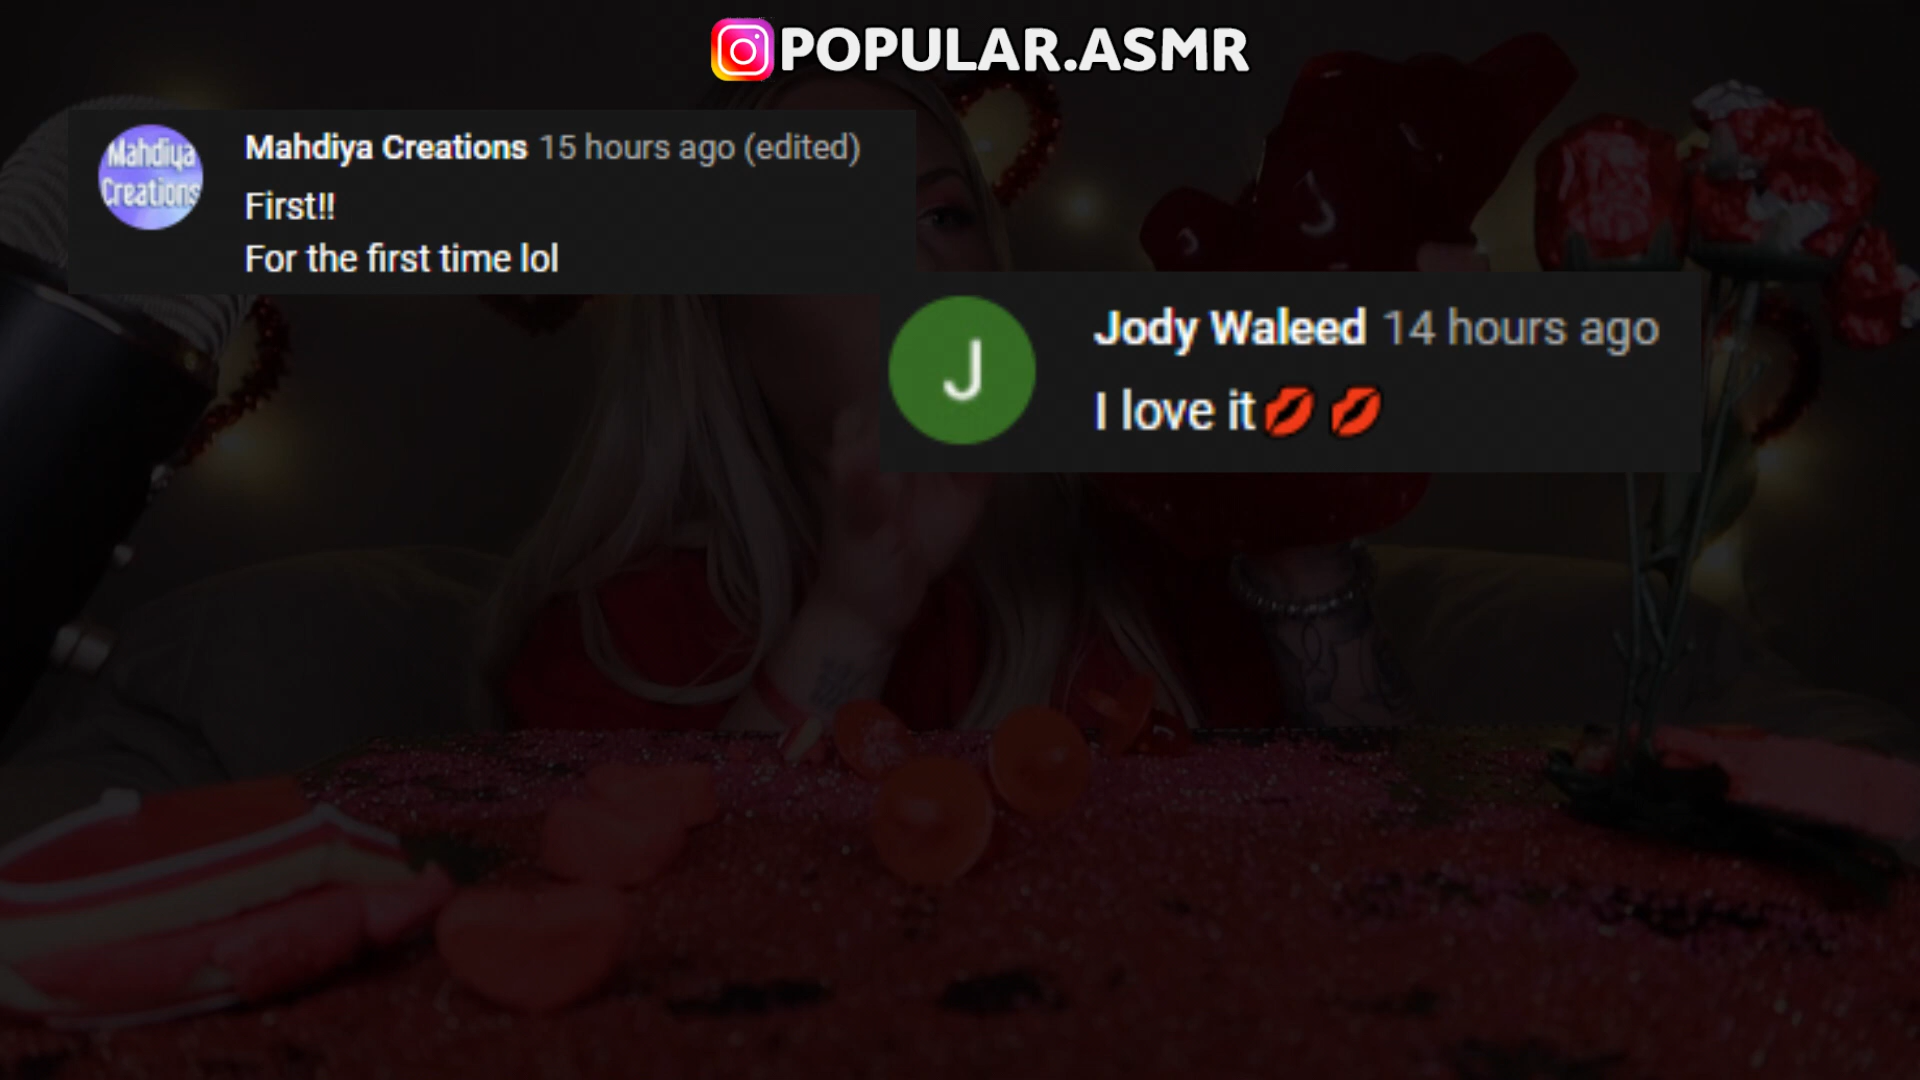 POPULAR.ASMR
Mahdiya Creations
Mahdiya Creations 15 hours ago (edited)
First!!
For the first time lol
J
Jody Waleed 14 hours ago
I love it💋 💋